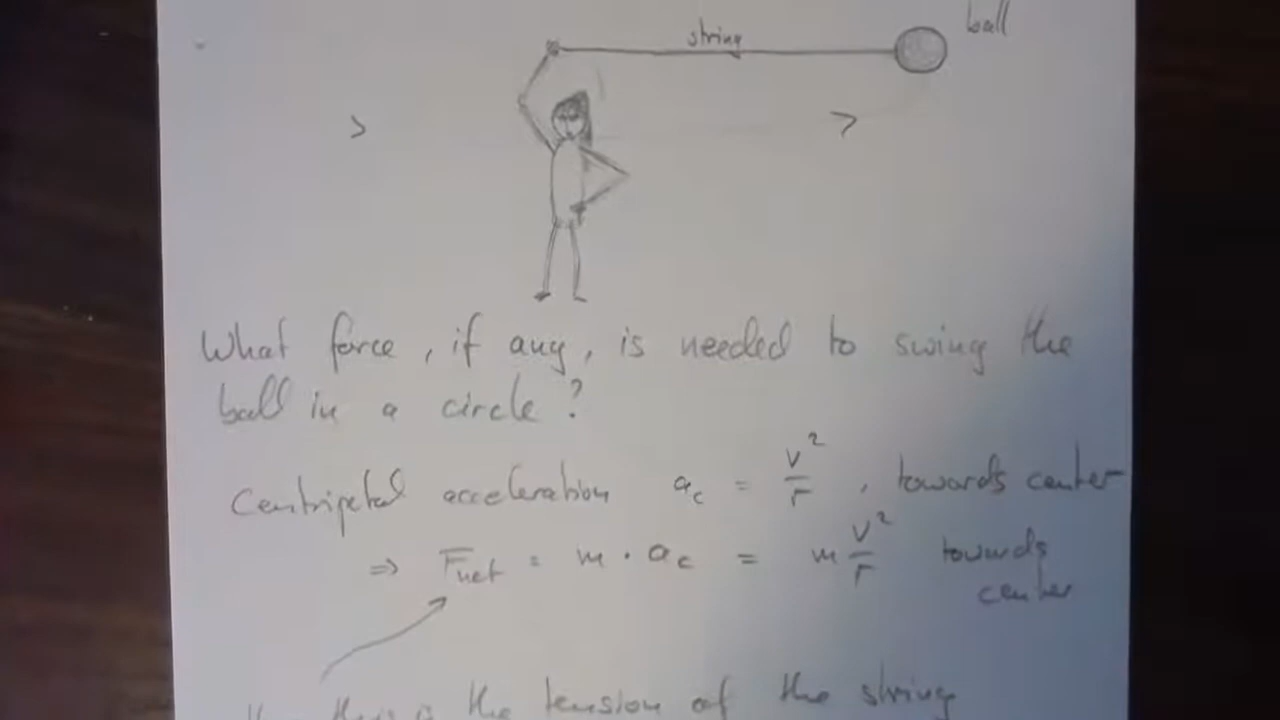 ball
string
What force, if any, is needed to swing the
ball in a circle?
Centripetal acceleration a_c = v²/r, towards center
⇒ F_net = m · a_c = m v²/r towards
center
the tension of the string